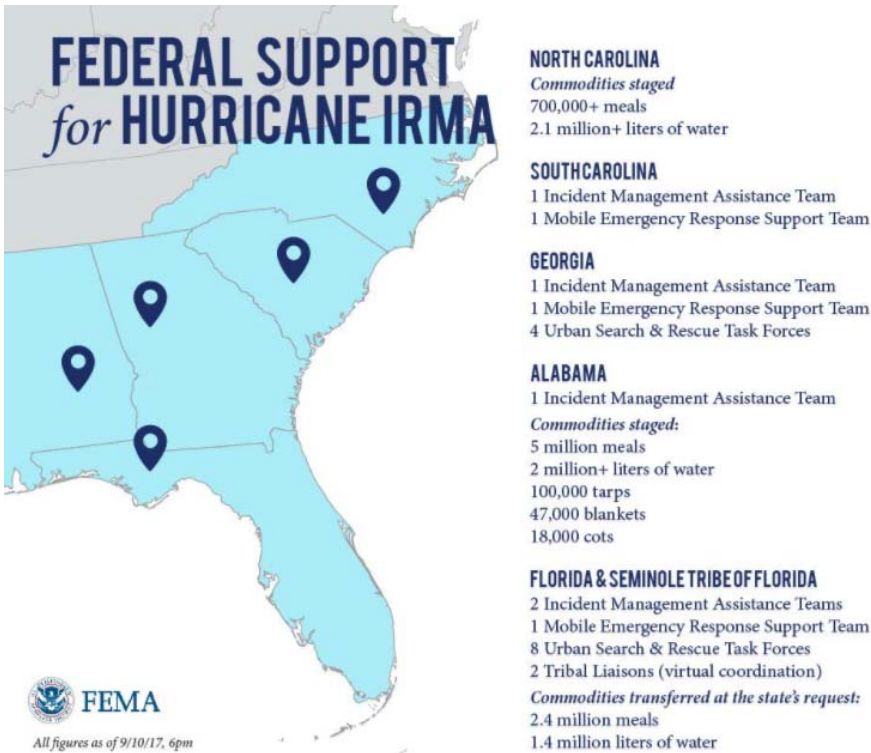 FEDERAL SUPPORT
for HURRICANE IRMA
NORTH CAROLINA
Commodities staged
700,000+ meals
2.1 million+ liters of water
SOUTH CAROLINA
1 Incident Management Assistance Team
1 Mobile Emergency Response Support Team
GEORGIA
1 Incident Management Assistance Team
1 Mobile Emergency Response Support Team
4 Urban Search & Rescue Task Forces
ALABAMA
1 Incident Management Assistance Team
Commodities staged:
5 million meals
2 million+ liters of water
100,000 tarps
47,000 blankets
18,000 cots
FLORIDA & SEMINOLE TRIBE OF FLORIDA
2 Incident Management Assistance Teams
1 Mobile Emergency Response Support Team
8 Urban Search & Rescue Task Forces
2 Tribal Liaisons (virtual coordination)
Commodities transferred at the state's request:
2.4 million meals
1.4 million liters of water
FEMA
All figures as of 9/10/17, 6pm